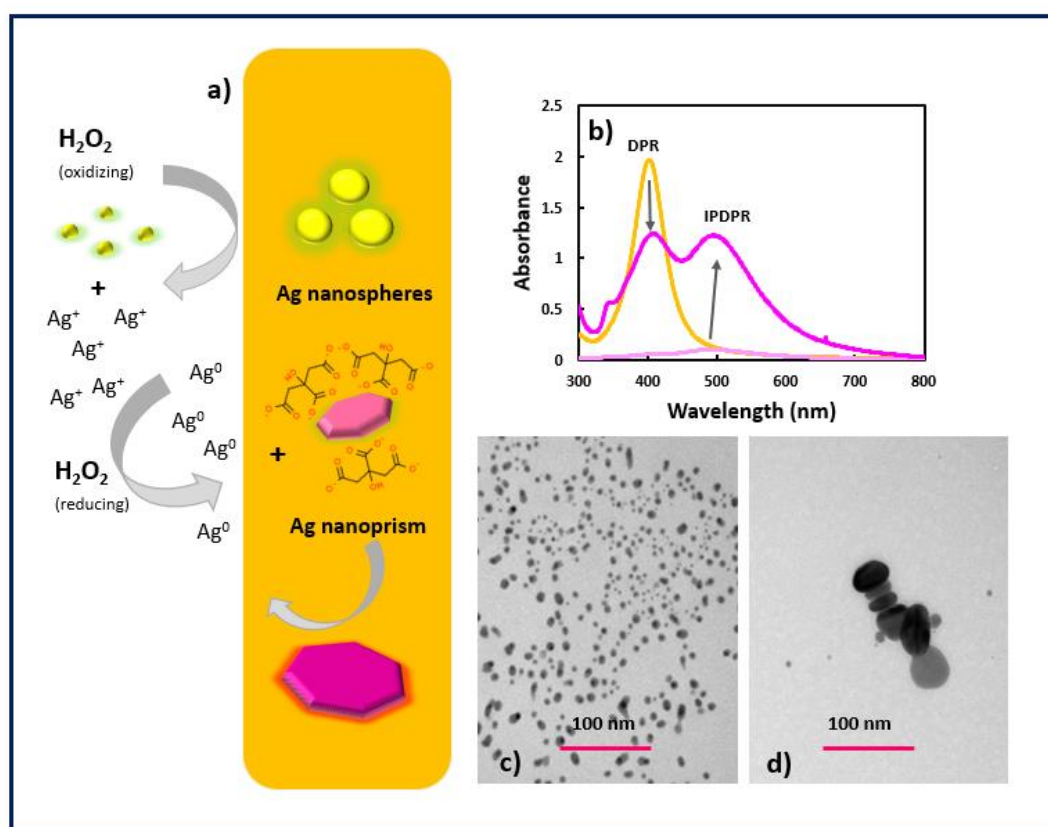 a)
H₂O₂
(oxidizing)
+
Ag⁺ Ag⁺
Ag⁺
Ag⁺ Ag⁺
Ag⁰
Ag⁰
Ag⁰
H₂O₂
(reducing)
Ag⁰
Ag nanospheres
+
Ag nanoprism
b)
DPR
IPDPR
Absorbance
2.5
2
1.5
1
0.5
0
300 400 500 600 700 800
Wavelength (nm)
100 nm
c)
100 nm
d)